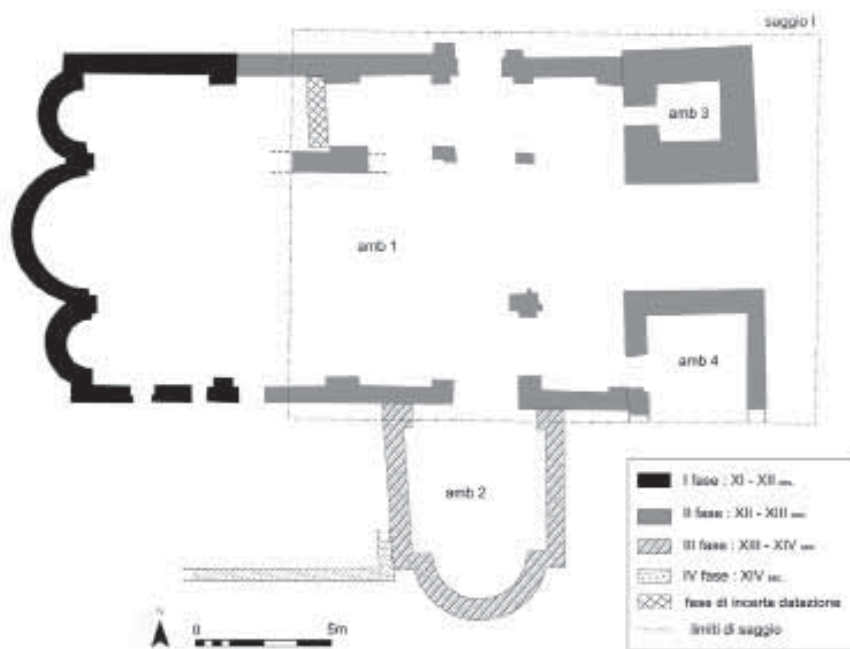 saggio I
amb 3
amb 1
amb 4
amb 2
I fase : XI - XII sec.
II fase : XII - XIII sec.
III fase : XIII - XIV sec.
IV fase : XIV sec.
fase di incerta datazione
limiti di saggio
N
0 5m